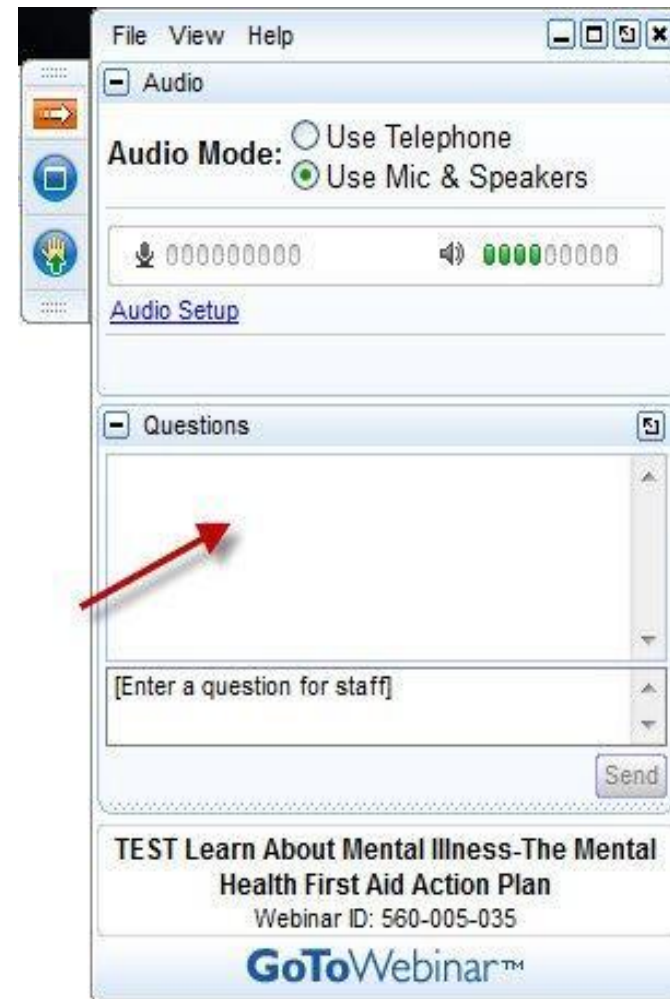 File View Help
Audio
Audio Mode: Use Telephone
Use Mic & Speakers
Audio Setup
Questions
[Enter a question for staff]
Send
TEST Learn About Mental Illness-The Mental
Health First Aid Action Plan
Webinar ID: 560-005-035
GoToWebinar™